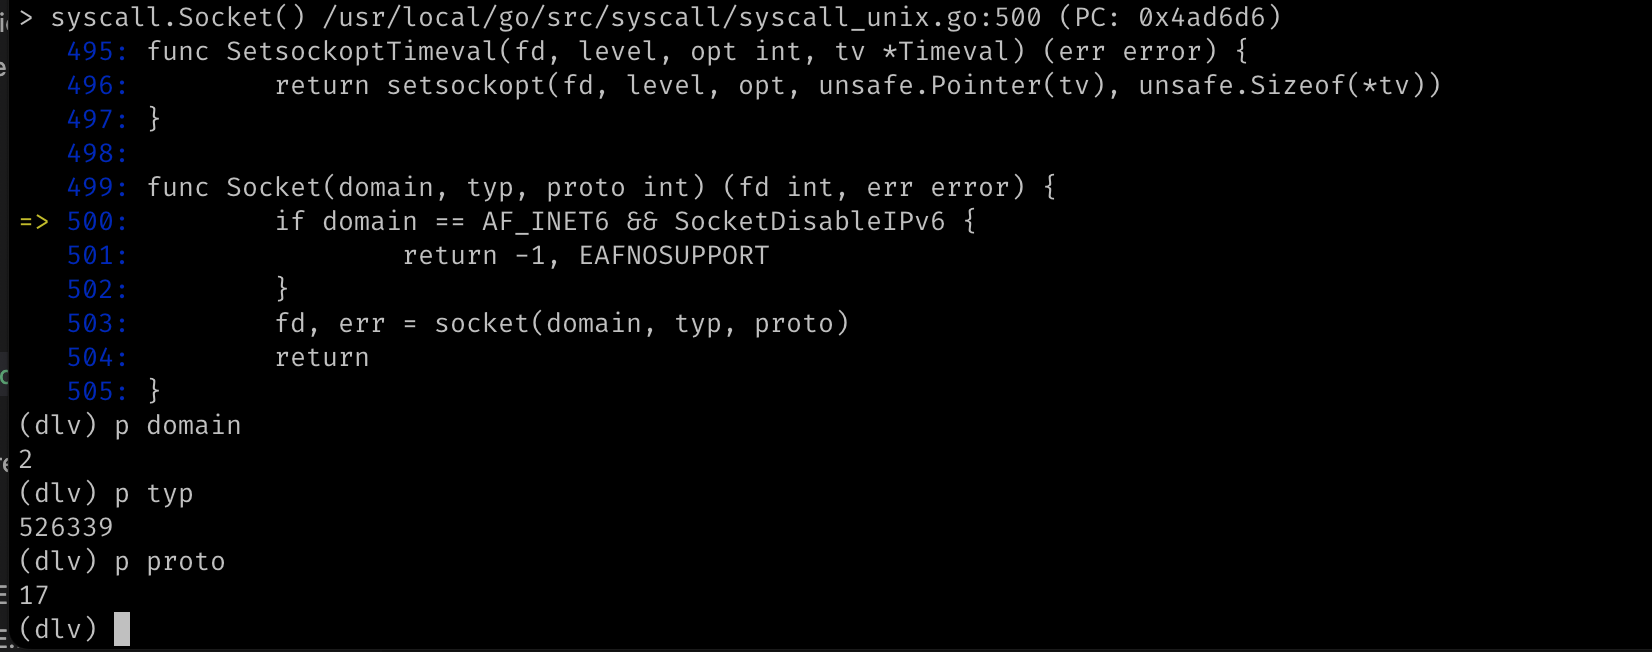 > syscall.Socket() /usr/local/go/src/syscall/syscall_unix.go:500 (PC: 0x4ad6d6)
495: func SetsockoptTimeval(fd, level, opt int, tv *Timeval) (err error) {
496: return setsockopt(fd, level, opt, unsafe.Pointer(tv), unsafe.Sizeof(*tv))
497: }
498:
499: func Socket(domain, typ, proto int) (fd int, err error) {
=> 500: if domain == AF_INET6 && SocketDisableIPv6 {
501: return -1, EAFNOSUPPORT
502: }
503: fd, err = socket(domain, typ, proto)
504: return
505: }
(dlv) p domain
2
(dlv) p typ
526339
(dlv) p proto
17
(dlv)